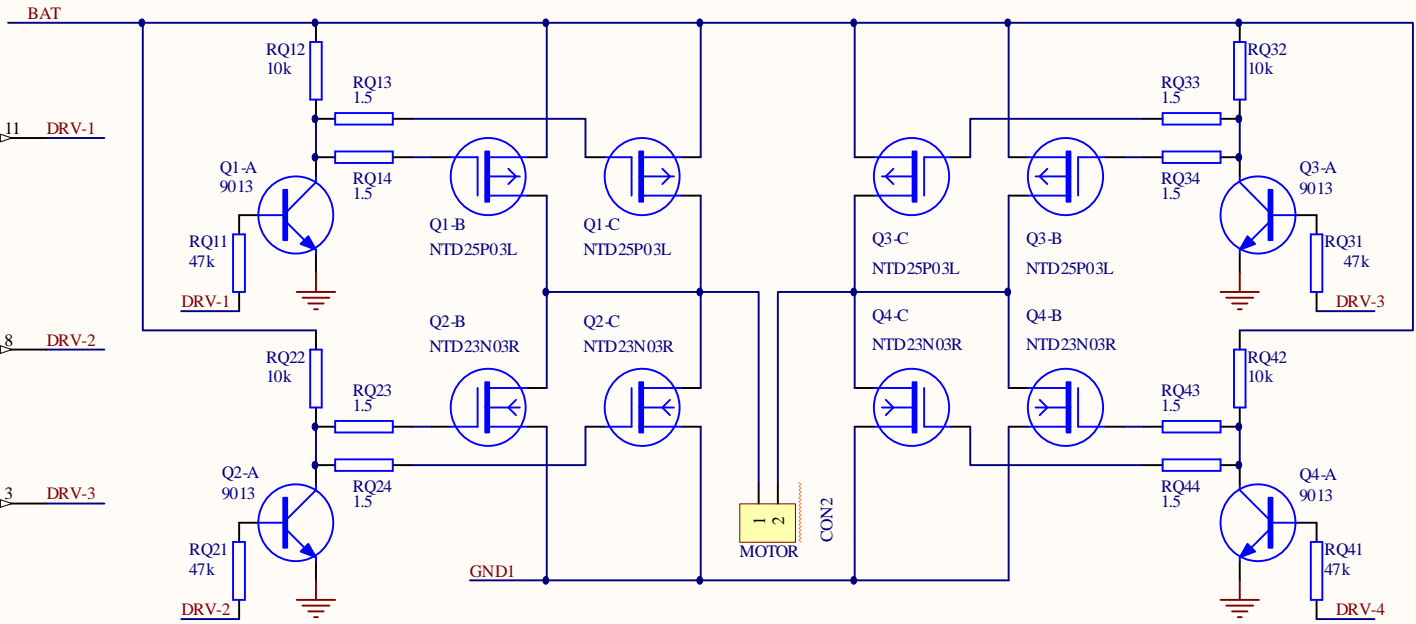 BAT
RQ12
10k
RQ13
1.5
RQ14
1.5
11 DRV-1
Q1-A
9013
RQ11
47k
DRV-1
Q1-B
NTD25P03L
Q1-C
NTD25P03L
RQ32
10k
RQ33
1.5
RQ34
1.5
Q3-A
9013
RQ31
47k
DRV-3
Q3-C
NTD25P03L
Q3-B
NTD25P03L
8 DRV-2
RQ22
10k
RQ23
1.5
RQ24
1.5
Q2-B
NTD23N03R
Q2-C
NTD23N03R
Q4-C
NTD23N03R
Q4-B
NTD23N03R
RQ42
10k
RQ43
1.5
RQ44
1.5
3 DRV-3
Q2-A
9013
RQ21
47k
DRV-2
GND1
1
2
MOTOR
CON2
Q4-A
9013
RQ41
47k
DRV-4